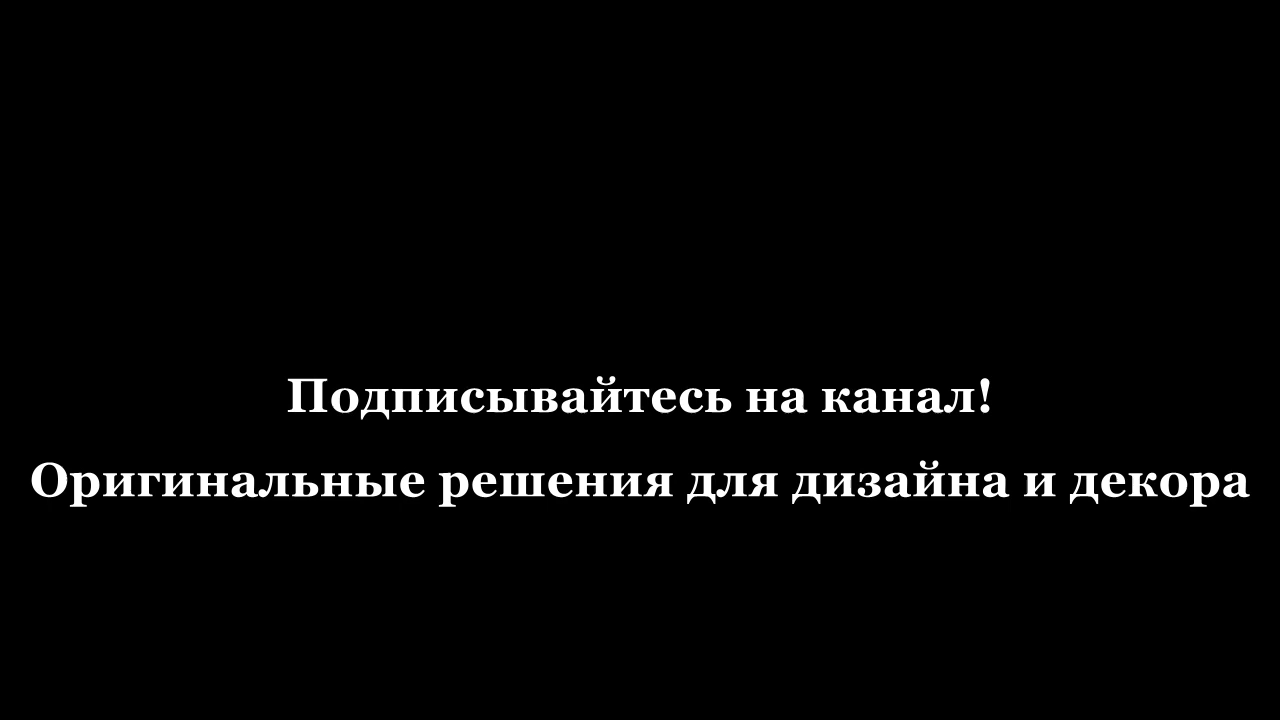 Подписывайтесь на канал!
Оригинальные решения для дизайна и декора